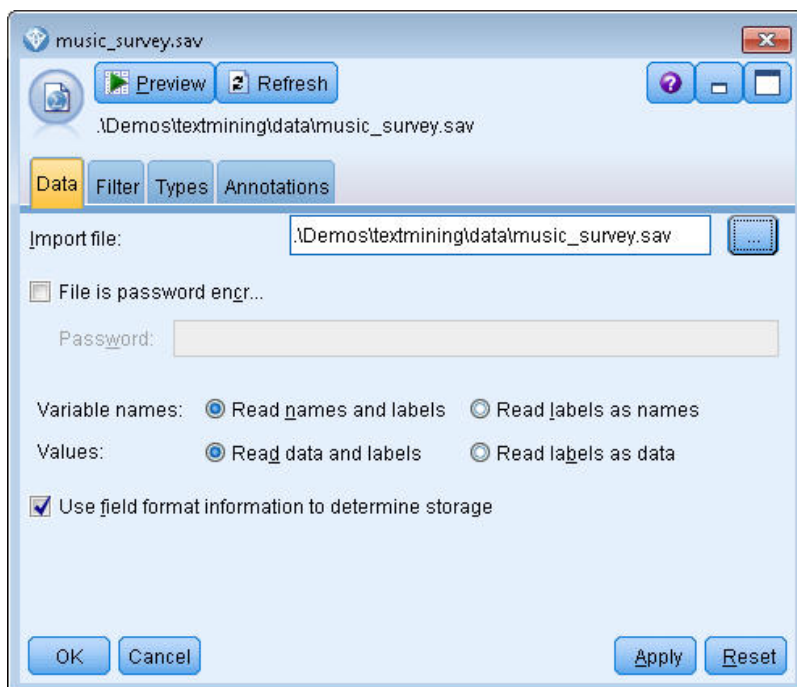 music_survey.sav
Preview Refresh
.\Demos\textmining\data\music_survey.sav
Data Filter Types Annotations
Import file: .\Demos\textmining\data\music_survey.sav ...
File is password encr...
Password:
Variable names: Read names and labels Read labels as names
Values: Read data and labels Read labels as data
Use field format information to determine storage
OK Cancel Apply Reset